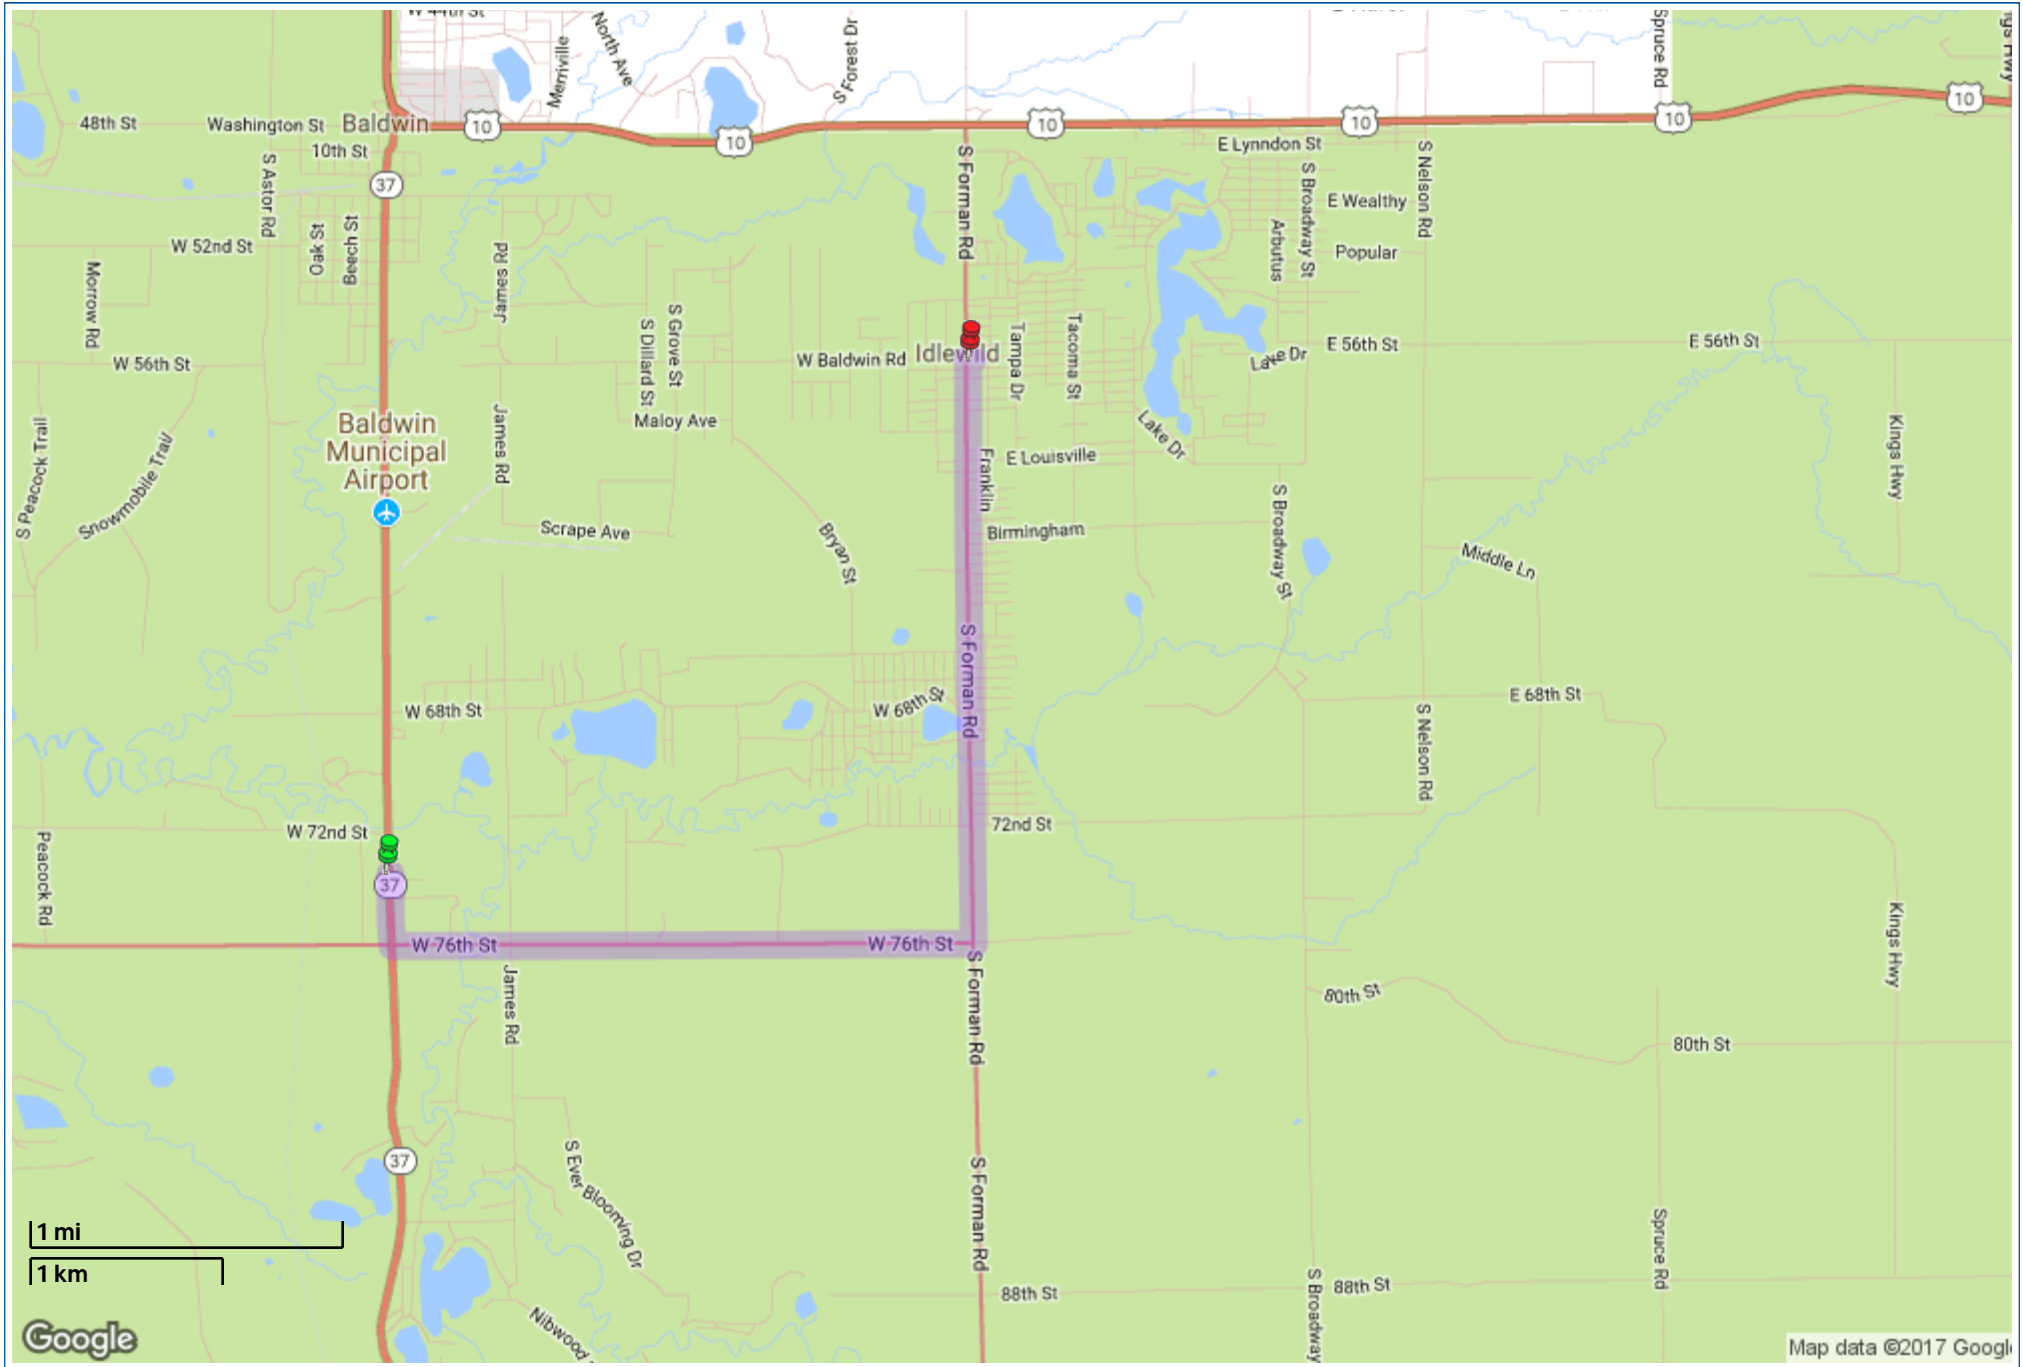 North Ave
Merriville
S Forest Dr
Spruce Rd
10
48th St
Washington St
Baldwin
10
10
10
10
10
10th St
E Lynndon St
S Astor Rd
37
S Forman Rd
S Broadway St
S Nelson Rd
E Wealthy
Oak St
Beech St
W 52nd St
James Rd
Arbutus
Popular
Morrow Rd
S Dillard St
S Grove St
Tampa Dr
Tacoma St
W 56th St
W Baldwin Rd
Idlewild
Lake Dr
E 56th St
E 56th St
S Peacock Trail
Snowmobile Trail
Baldwin
Municipal
Airport
James Rd
Maloy Ave
Lake Dr
Kings Hwy
Franklin
E Louisville
Scrape Ave
Bryan St
Birmingham
S Broadway St
Middle Ln
S Forman Rd
W 68th St
W 68th St
E 68th St
S Nelson Rd
W 72nd St
72nd St
Peacock Rd
37
W 76th St
W 76th St
Kings Hwy
James Rd
S Forman Rd
80th St
80th St
37
S Ever Blooming Dr
S Forman Rd
Spruce Rd
1 mi
1 km
88th St
88th St
S Broadway
Nibwood
Google
Map data ©2017 Google